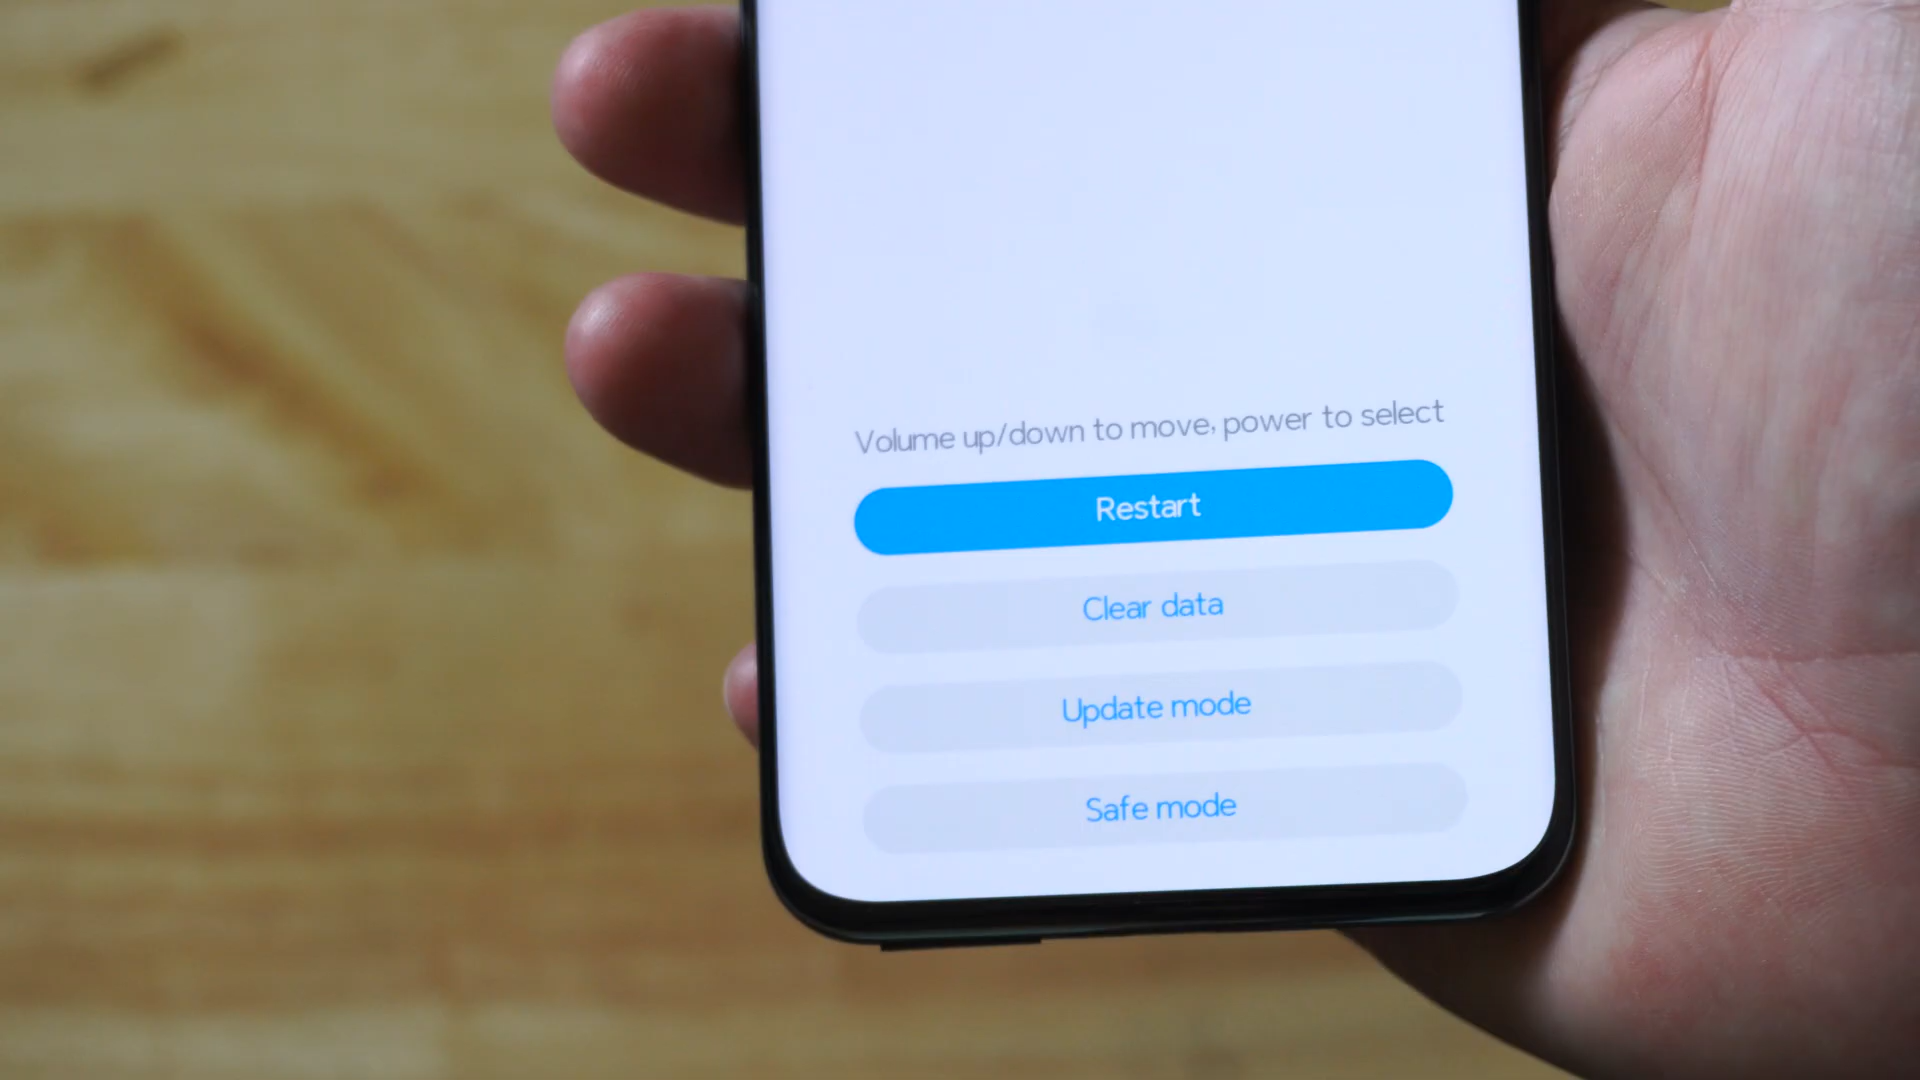 Volume up/down to move, power to select
Restart
Clear data
Update mode
Safe mode